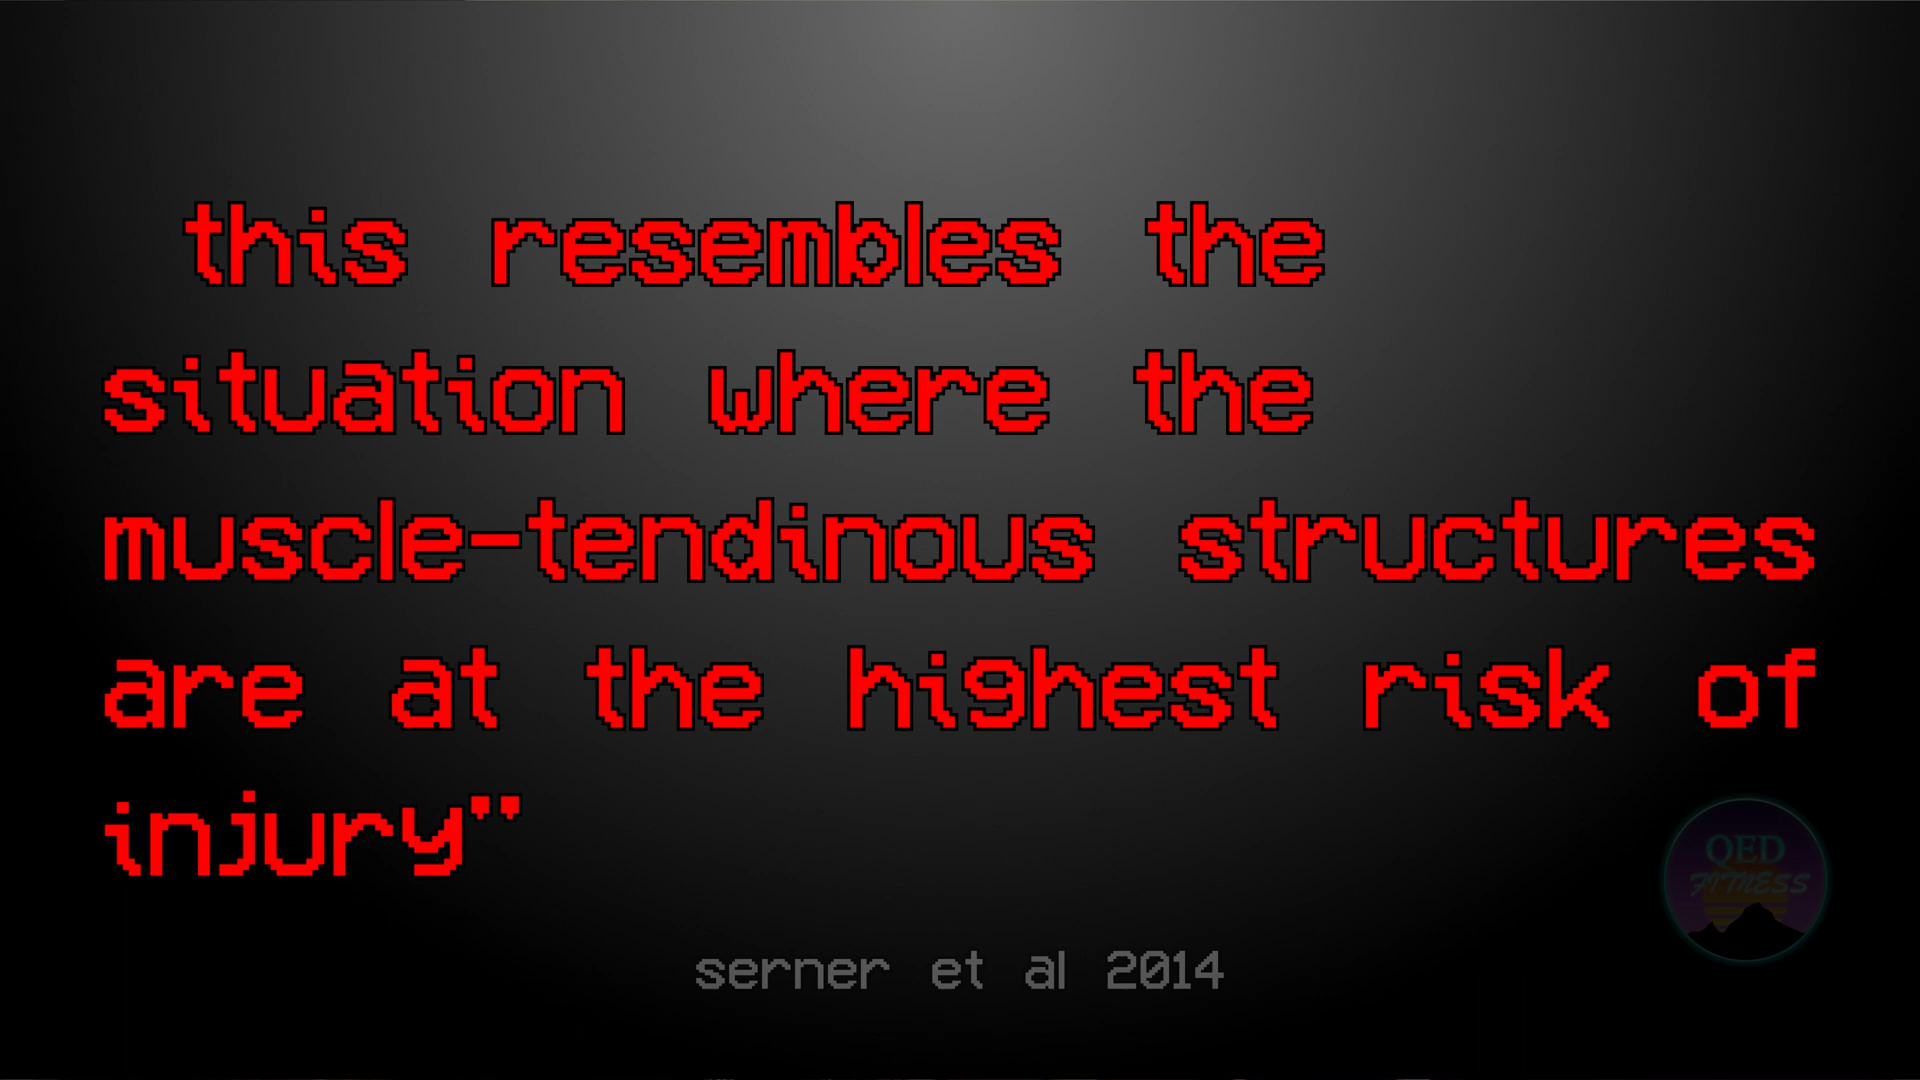 this resembles the
situation where the
muscle-tendinous structures
are at the highest risk of
injury"
QED
FITNESS
serner et al 2014